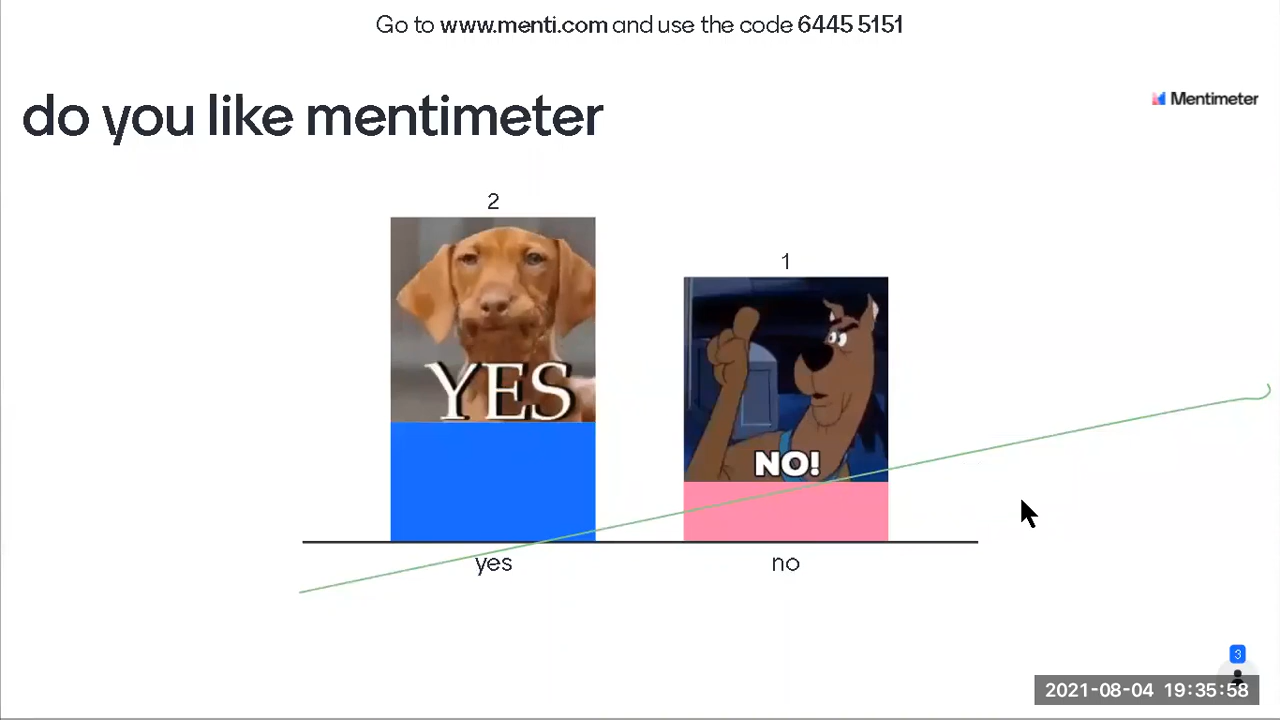 Go to www.menti.com and use the code 6445 5151
do you like mentimeter
Mentimeter
2
1
YES
NO!
yes
no
3
2021-08-04 19:35:58